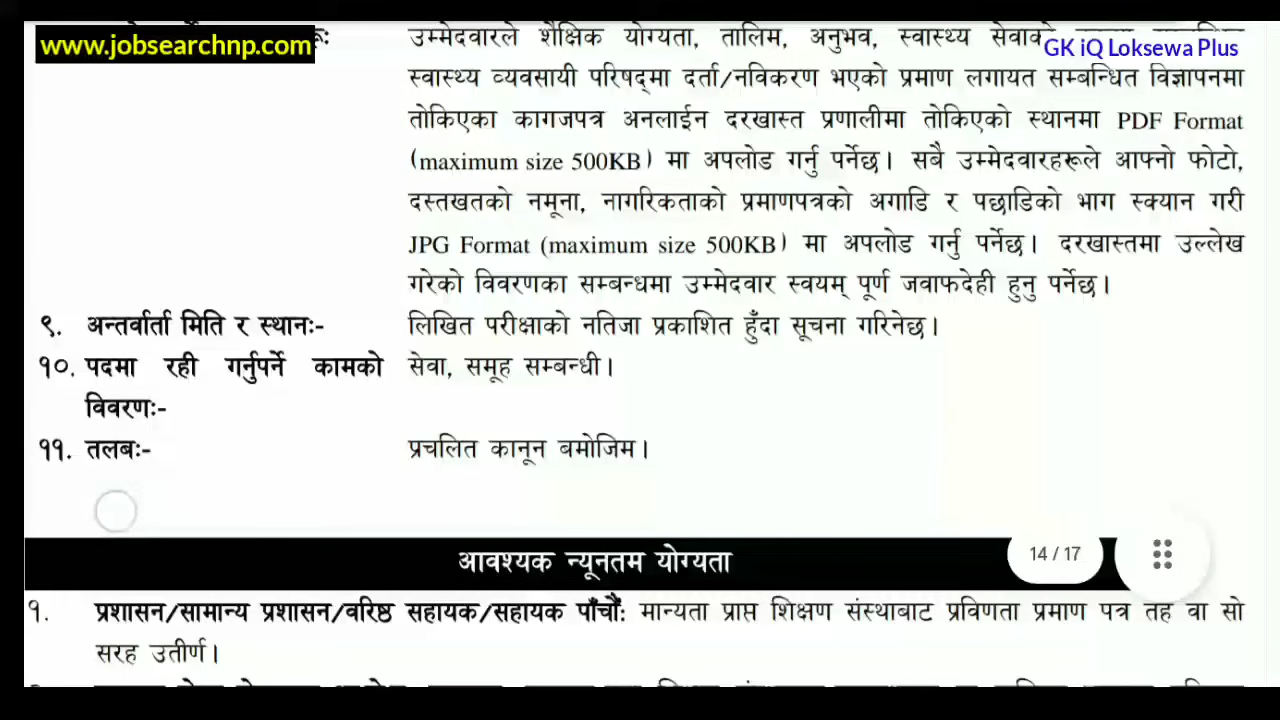 www.jobsearchnp.com
GK iQ Loksewa Plus
उम्मेदवारले शैक्षिक योग्यता, तालिम, अनुभव, स्वास्थ्य सेवाको
स्वास्थ्य व्यवसायी परिषद्‌मा दर्ता/नविकरण भएको प्रमाण लगायत सम्बन्धित विज्ञापनमा
तोकिएका कागजपत्र अनलाईन दरखास्त प्रणालीमा तोकिएको स्थानमा PDF Format
(maximum size 500KB) मा अपलोड गर्नु पर्नेछ। सबै उम्मेदवारहरूले आफ्नो फोटो,
दस्तखतको नमूना, नागरिकताको प्रमाणपत्रको अगाडि र पछाडिको भाग स्क्यान गरी
JPG Format (maximum size 500KB) मा अपलोड गर्नु पर्नेछ। दरखास्तमा उल्लेख
गरेको विवरणका सम्बन्धमा उम्मेदवार स्वयम् पूर्ण जवाफदेही हुनु पर्नेछ।
९. अन्तर्वार्ता मिति र स्थानः- लिखित परीक्षाको नतिजा प्रकाशित हुँदा सूचना गरिनेछ।
१०. पदमा रही गर्नुपर्ने कामको सेवा, समूह सम्बन्धी।
विवरणः-
११. तलबः- प्रचलित कानून बमोजिम।
आवश्यक न्यूनतम योग्यता
14 / 17
१. प्रशासन/सामान्य प्रशासन/वरिष्ठ सहायक/सहायक पाँचौंः मान्यता प्राप्त शिक्षण संस्थाबाट प्रविणता प्रमाण पत्र तह वा सो
सरह उतीर्ण।